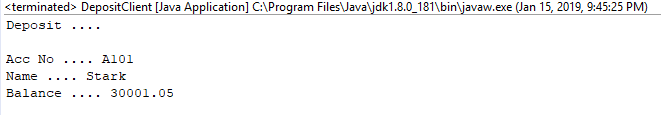 <terminated> DepositClient [Java Application] C:\Program Files\Java\jdk1.8.0_181\bin\javaw.exe (Jan 15, 2019, 9:45:25 PM)
Deposit ....
Acc No .... A101
Name .... Stark
Balance .... 30001.05